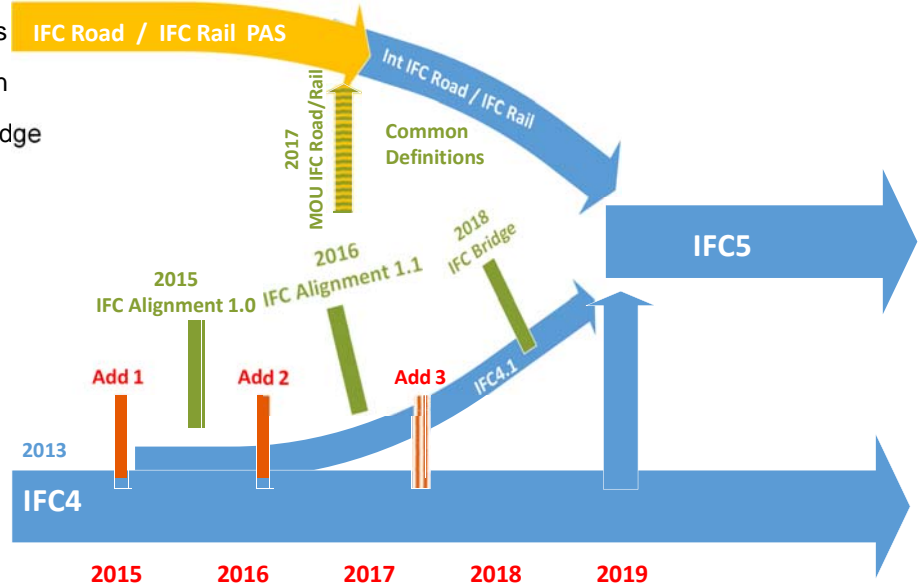 s
IFC Road / IFC Rail PAS
n
dge
Int IFC Road / IFC Rail
2017
MOU IFC Road/Rail
Common
Definitions
2018
IFC Bridge
IFC5
2016
IFC Alignment 1.1
2015
IFC Alignment 1.0
Add 1
Add 2
Add 3
IFC4.1
2013
IFC4
2015
2016
2017
2018
2019